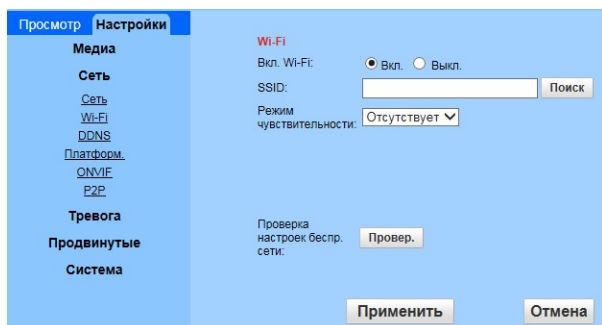 Просмотр Настройки
Медиа
Сеть
Сеть
Wi-Fi
DDNS
Платформ.
ONVIF
P2P
Тревога
Продвинутые
Система
Wi-Fi
Вкл. Wi-Fi: Вкл. Выкл.
SSID: Поиск
Режим
чувствительности: Отсутствует
Проверка
настроек беспр. Провер.
сети:
Применить Отмена